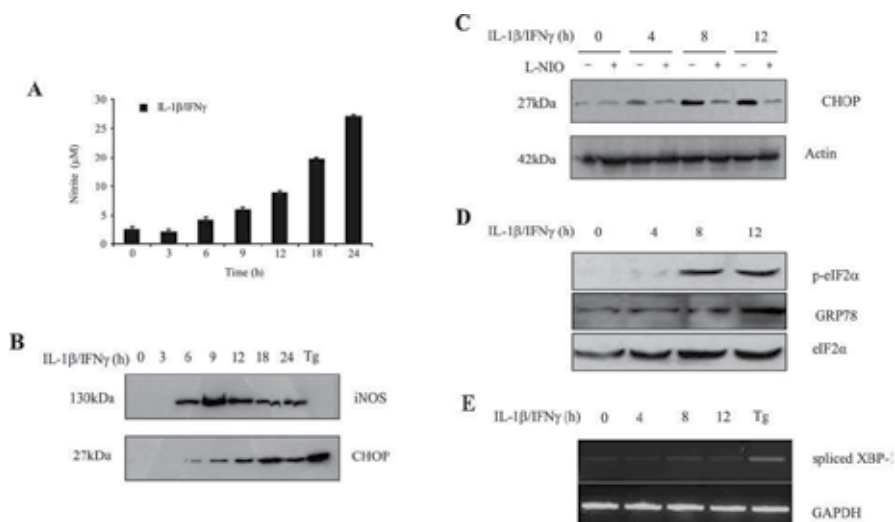 A
IL-1β/IFNγ
Nitrite (μM)
30
25
20
15
10
5
0
0 3 6 9 12 18 24
Time (h)
B
IL-1β/IFNγ (h) 0 3 6 9 12 18 24 Tg
130kDa iNOS
27kDa CHOP
C
IL-1β/IFNγ (h) 0 4 8 12
L-NIO – + – + – + – +
27kDa CHOP
42kDa Actin
D
IL-1β/IFNγ (h) 0 4 8 12
p-eIF2α
GRP78
eIF2α
E
IL-1β/IFNγ (h) 0 4 8 12 Tg
spliced XBP-
GAPDH